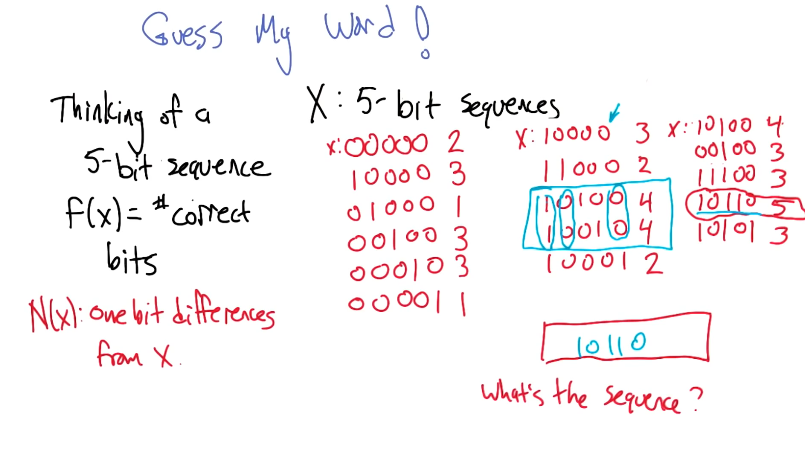 Guess My Word!
Thinking of a
5-bit sequence
f(x) = # correct
bits
N(x): one bit differences
from X.
X: 5-bit sequences
x: 00000 2
10000 3
01000 1
00100 3
00010 3
00001 1
x: 10000 3
11000 2
10100 4
10010 4
10001 2
x: 10100 4
00100 3
11100 3
10110 5
10101 3
10110
What's the sequence?